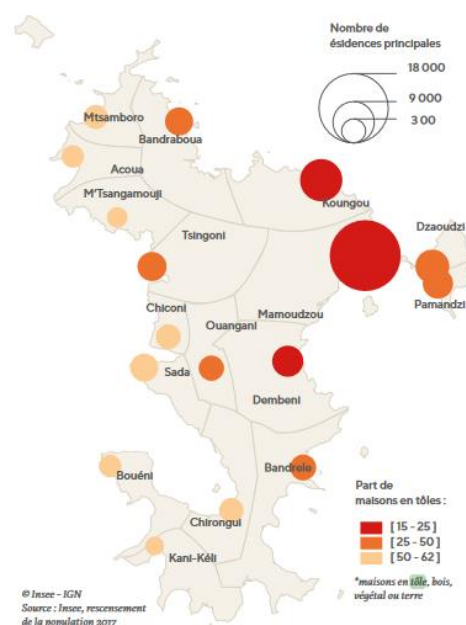 Nombre de
ésidences principales
18 000
9 000
3 00
Mtsamboro
Bandraboua
Acoua
M'Tsangamouji
Koungou
Dzaoudzi
Tsingoni
Pamandzi
Chiconi
Ouangani
Mamoudzou
Sada
Dembeni
Bandrele
Bouéni
Chirongui
Kani-Kéli
Part de
maisons en tôles :
[ 15 - 25 ]
[ 25 - 50 ]
[ 50 - 62 ]
*maisons en tôle, bois,
végétal ou terre
© Insee - IGN
Source : Insee, rescensement
de la population 2017